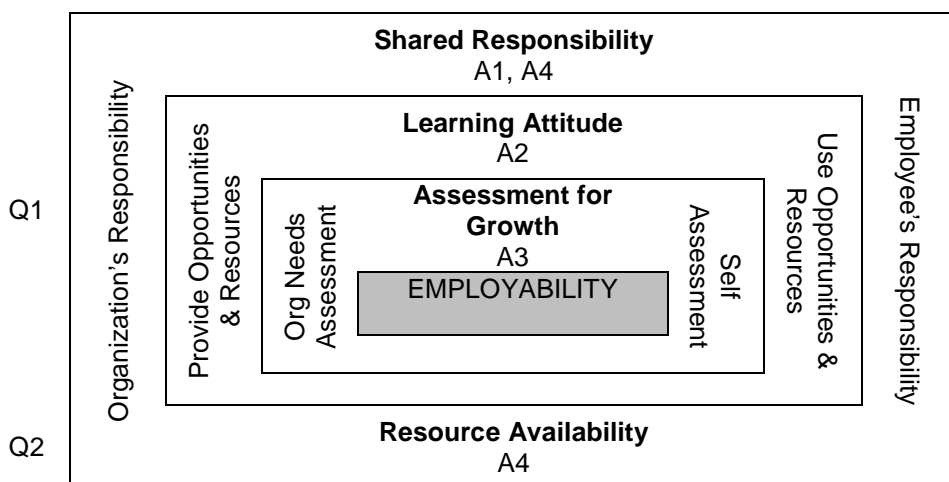 Shared Responsibility
A1, A4
Organization's Responsibility
Employee's Responsibility
Learning Attitude
A2
Provide Opportunities
& Resources
Use Opportunities &
Resources
Q1
Assessment for
Growth
A3
Org Needs
Assessment
Self
Assessment
EMPLOYABILITY
Q2
Resource Availability
A4